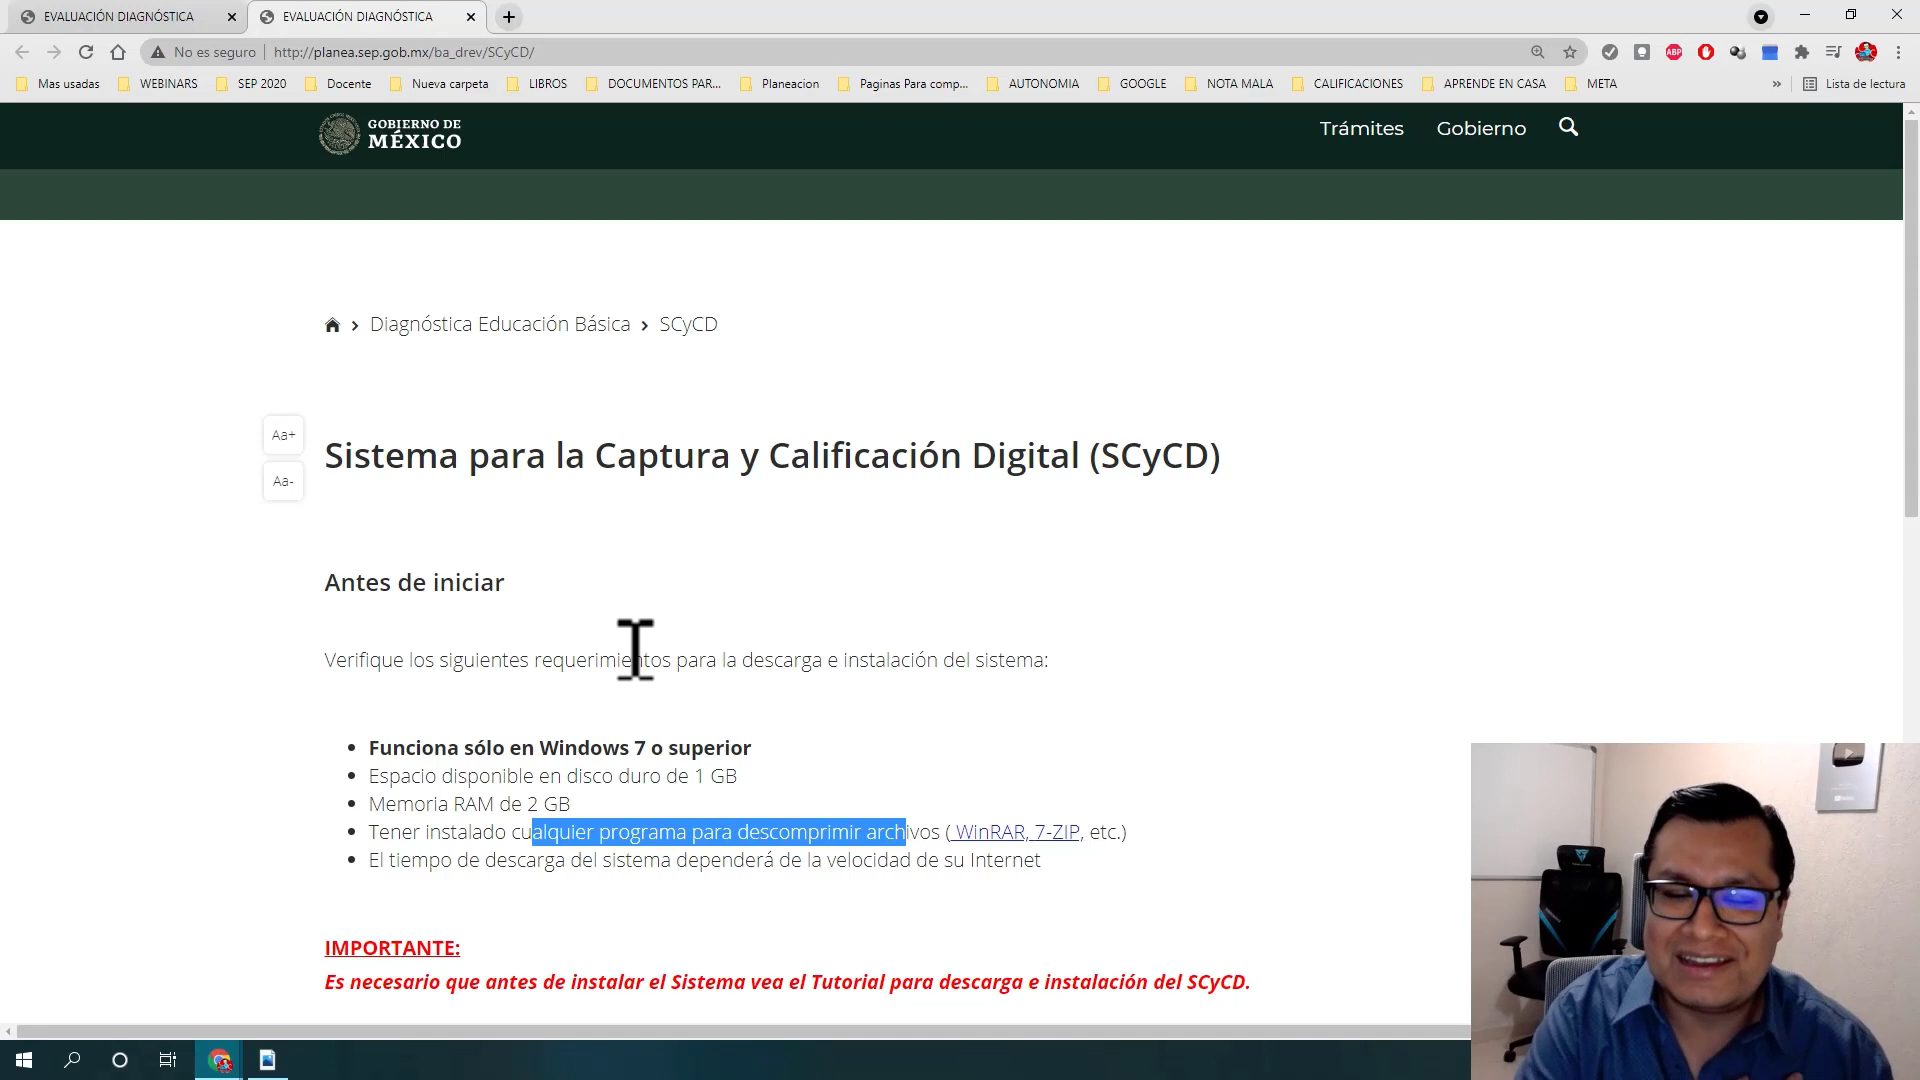 EVALUACIÓN DIAGNÓSTICA
EVALUACIÓN DIAGNÓSTICA
No es seguro
http://planea.sep.gob.mx/ba_drev/SCyCD/
ABP
Mas usadas
WEBINARS
SEP 2020
Docente
Nueva carpeta
LIBROS
DOCUMENTOS PAR...
Planeacion
Paginas Para comp...
AUTONOMIA
GOOGLE
NOTA MALA
CALIFICACIONES
APRENDE EN CASA
META
»
Lista de lectura
GOBIERNO DE
MÉXICO
Trámites
Gobierno
Diagnóstica Educación Básica
SCyCD
Aa+
Aa-
Sistema para la Captura y Calificación Digital (SCyCD)
Antes de iniciar
Verifique los siguientes requerimientos para la descarga e instalación del sistema:
Funciona sólo en Windows 7 o superior
Espacio disponible en disco duro de 1 GB
Memoria RAM de 2 GB
Tener instalado cualquier programa para descomprimir archivos ( WinRAR, 7-ZIP, etc.)
El tiempo de descarga del sistema dependerá de la velocidad de su Internet
IMPORTANTE:
Es necesario que antes de instalar el Sistema vea el Tutorial para descarga e instalación del SCyCD.